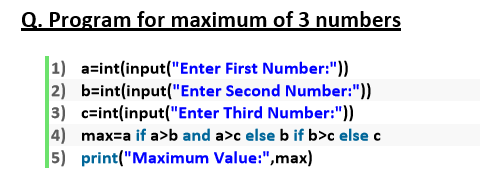 Q. Program for maximum of 3 numbers
1) a=int(input("Enter First Number:"))
2) b=int(input("Enter Second Number:"))
3) c=int(input("Enter Third Number:"))
4) max=a if a>b and a>c else b if b>c else c
5) print("Maximum Value:",max)